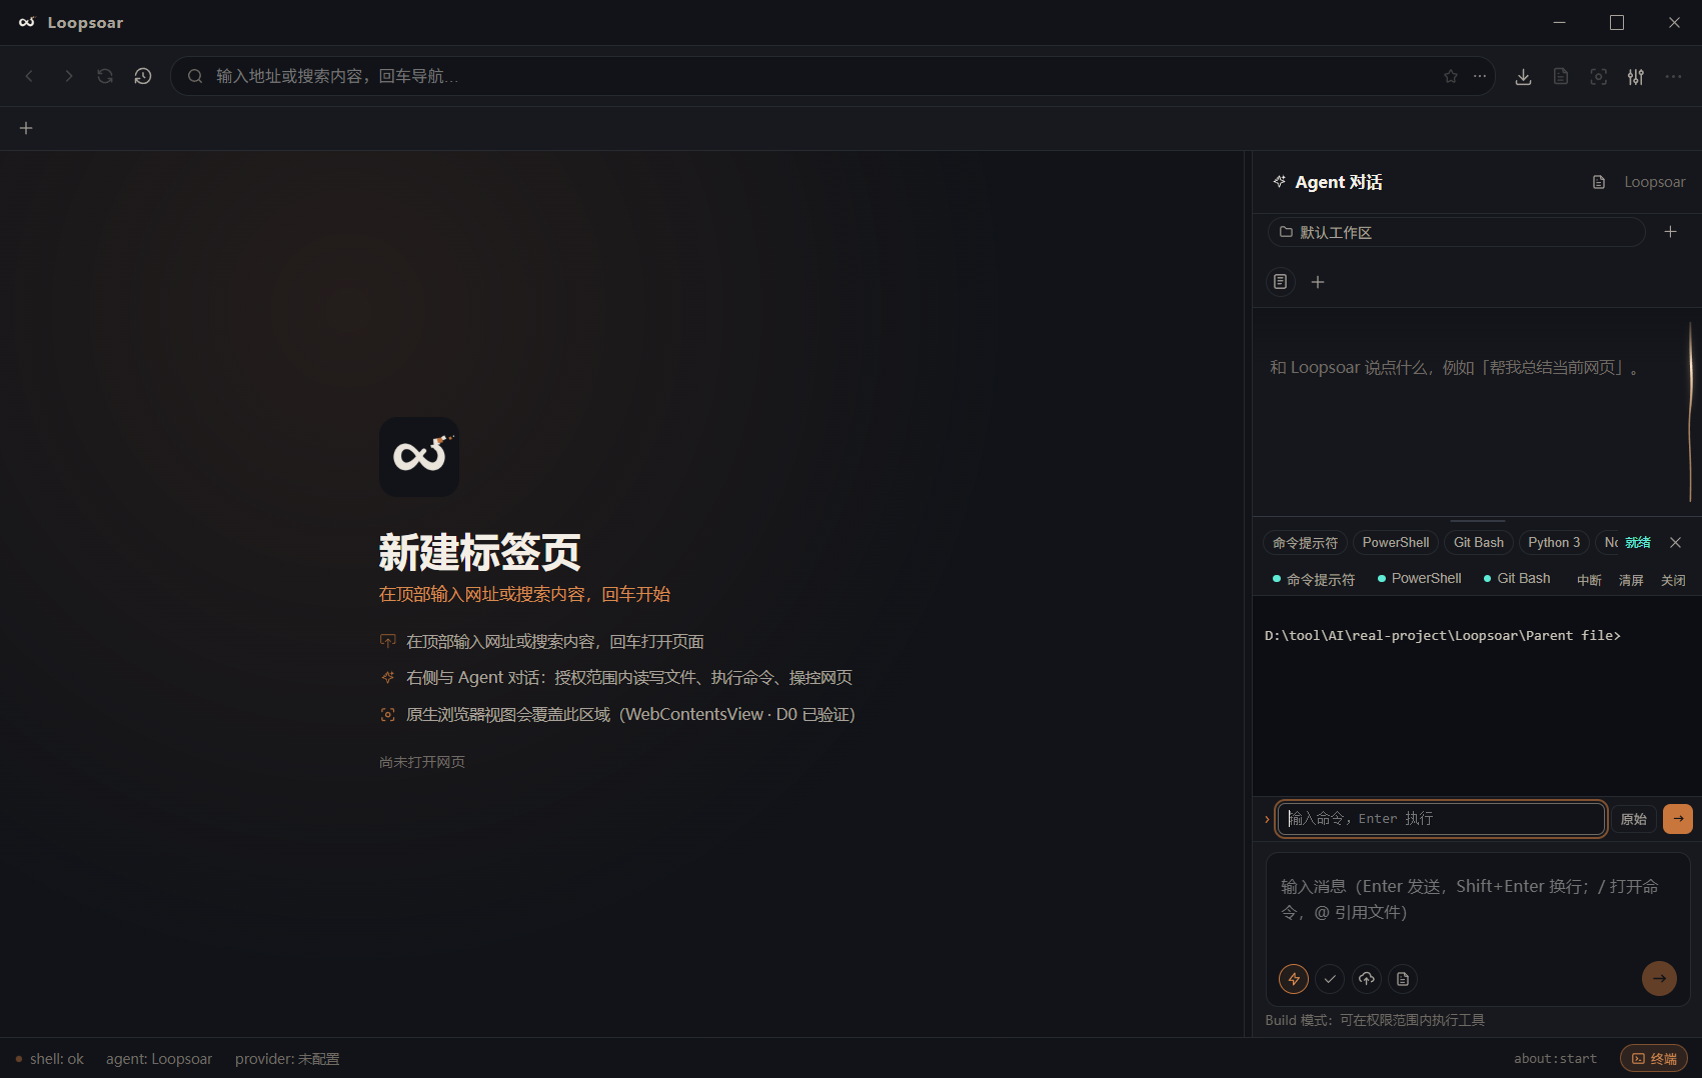 Loopsoar
输入地址或搜索内容，回车导航...
Agent 对话
Loopsoar
默认工作区
和 Loopsoar 说点什么，例如「帮我总结当前网页」。
新建标签页
在顶部输入网址或搜索内容，回车开始
在顶部输入网址或搜索内容，回车打开页面
右侧与 Agent 对话：授权范围内读写文件、执行命令、操控网页
原生浏览器视图会覆盖此区域（WebContentsView · D0 已验证）
尚未打开网页
命令提示符 PowerShell Git Bash Python 3 No 就绪
命令提示符 PowerShell Git Bash 中断 清屏 关闭
D:\tool\AI\real-project\Loopsoar\Parent file>
输入命令，Enter 执行 原始
输入消息（Enter 发送，Shift+Enter 换行；/ 打开命
令，@ 引用文件）
Build 模式：可在权限范围内执行工具
shell: ok agent: Loopsoar provider: 未配置 about:start 终端